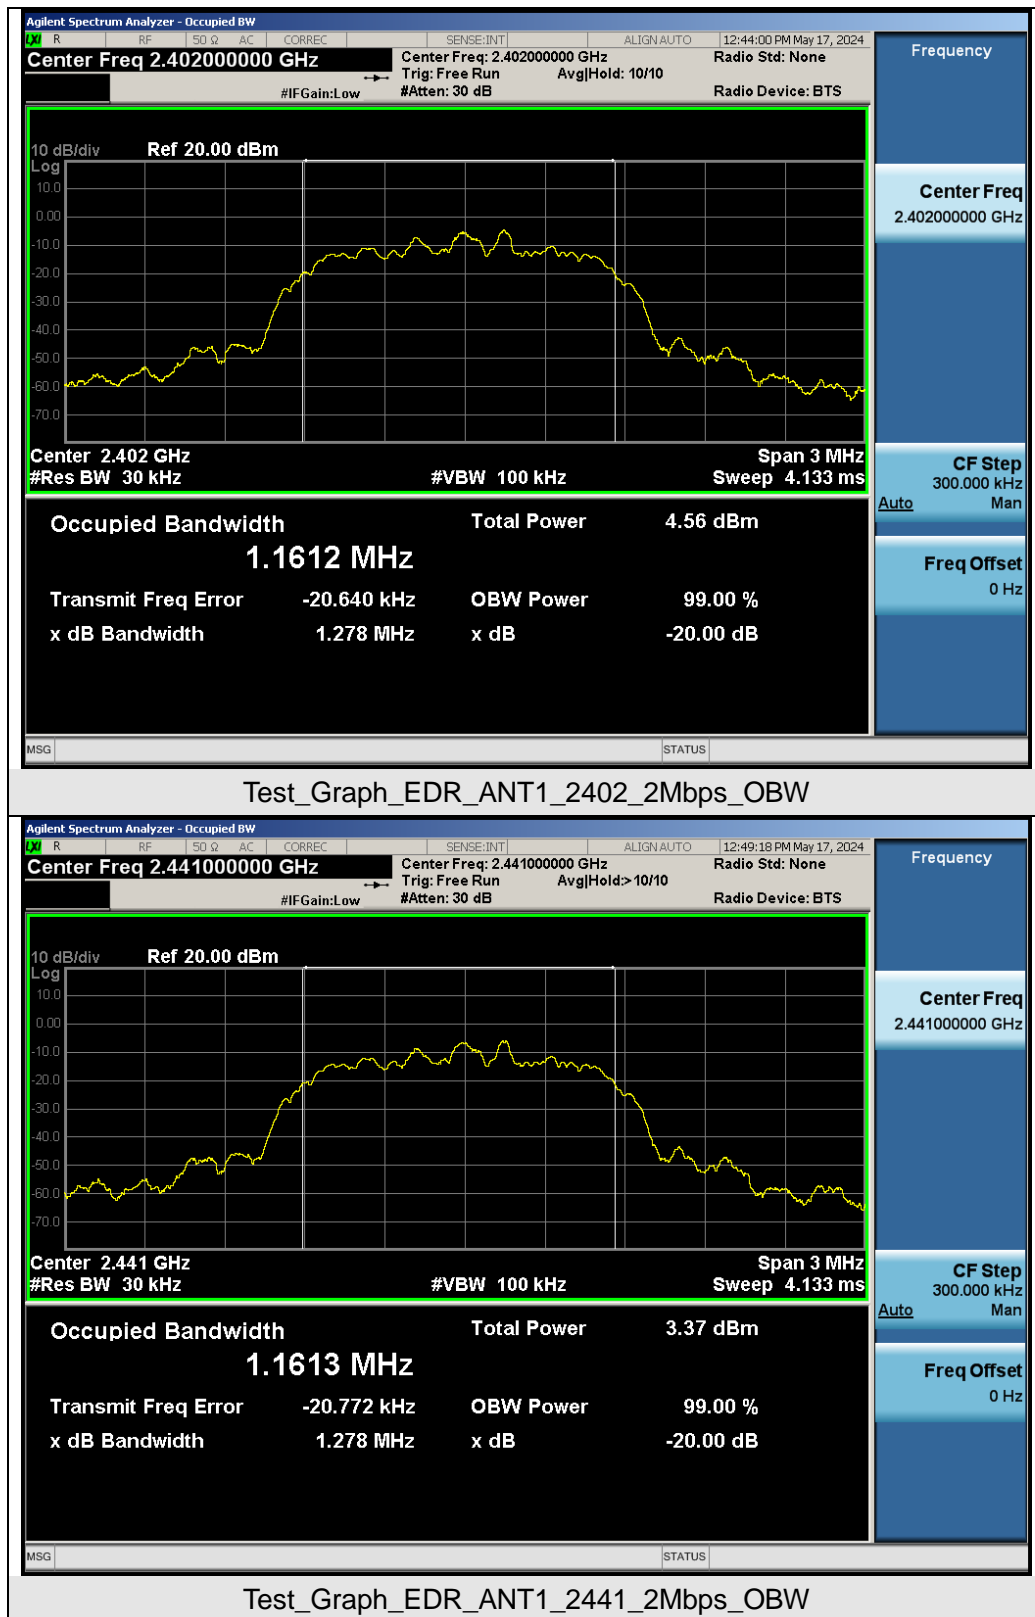 Agilent Spectrum Analyzer - Occupied BW
LXI R RF 50 Ω AC CORREC SENSE:INT ALIGN AUTO 12:44:00 PM May 17, 2024
Center Freq 2.402000000 GHz Center Freq: 2.402000000 GHz Radio Std: None
Trig: Free Run Avg|Hold: 10/10
#IFGain:Low #Atten: 30 dB Radio Device: BTS
Frequency
10 dB/div Ref 20.00 dBm
Log
10.0
0.00
-10.0
-20.0
-30.0
-40.0
-50.0
-60.0
-70.0
Center 2.402 GHz Span 3 MHz
#Res BW 30 kHz #VBW 100 kHz Sweep 4.133 ms
Center Freq
2.402000000 GHz
CF Step
300.000 kHz
Auto Man
Freq Offset
0 Hz
Occupied Bandwidth Total Power 4.56 dBm
1.1612 MHz
Transmit Freq Error -20.640 kHz OBW Power 99.00 %
x dB Bandwidth 1.278 MHz x dB -20.00 dB
MSG STATUS
Test_Graph_EDR_ANT1_2402_2Mbps_OBW
Agilent Spectrum Analyzer - Occupied BW
LXI R RF 50 Ω AC CORREC SENSE:INT ALIGN AUTO 12:49:18 PM May 17, 2024
Center Freq 2.441000000 GHz Center Freq: 2.441000000 GHz Radio Std: None
Trig: Free Run Avg|Hold:>10/10
#IFGain:Low #Atten: 30 dB Radio Device: BTS
Frequency
10 dB/div Ref 20.00 dBm
Log
10.0
0.00
-10.0
-20.0
-30.0
-40.0
-50.0
-60.0
-70.0
Center 2.441 GHz Span 3 MHz
#Res BW 30 kHz #VBW 100 kHz Sweep 4.133 ms
Center Freq
2.441000000 GHz
CF Step
300.000 kHz
Auto Man
Freq Offset
0 Hz
Occupied Bandwidth Total Power 3.37 dBm
1.1613 MHz
Transmit Freq Error -20.772 kHz OBW Power 99.00 %
x dB Bandwidth 1.278 MHz x dB -20.00 dB
MSG STATUS
Test_Graph_EDR_ANT1_2441_2Mbps_OBW